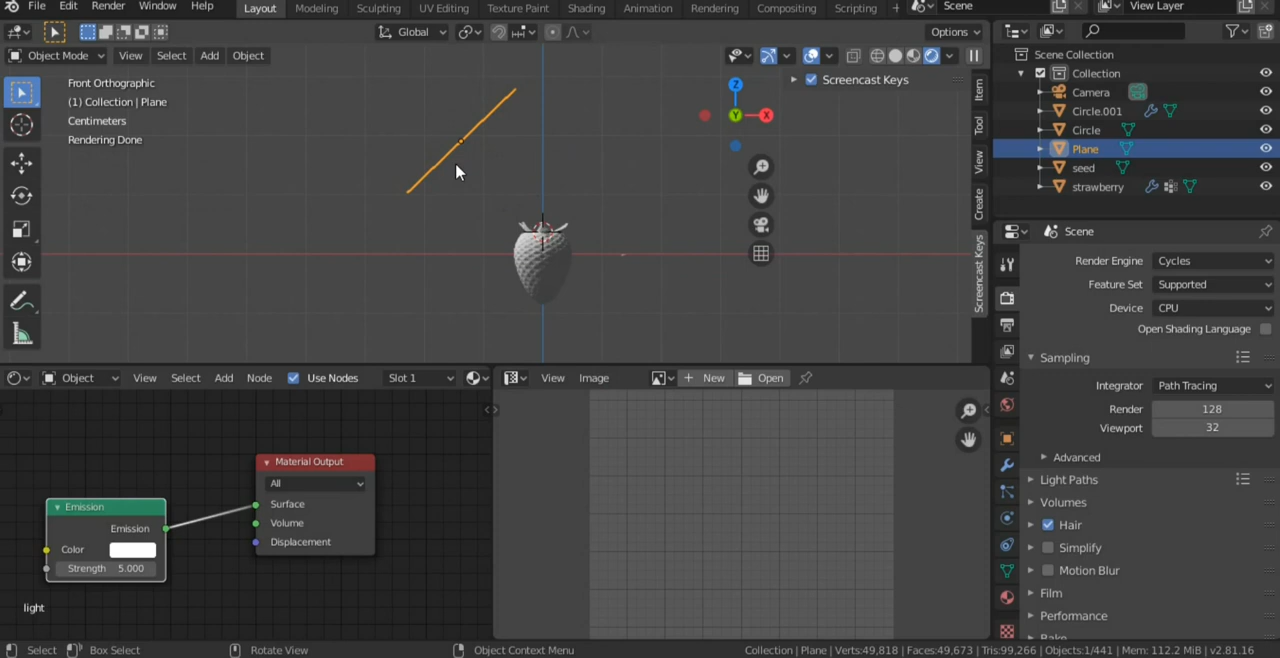 File Edit Render Window Help Layout Modeling Sculpting UV Editing Texture Paint Shading Animation Rendering Compositing Scripting + Scene View Layer
Global Options
Object Mode View Select Add Object
Front Orthographic
(1) Collection | Plane
Centimeters
Rendering Done
Screencast Keys
Z
Y
X
Item
Tool
View
Create
Screencast Keys
Scene Collection
Collection
Camera
Circle.001
Circle
Plane
seed
strawberry
Scene
Render Engine Cycles
Feature Set Supported
Device CPU
Open Shading Language
Sampling
Integrator Path Tracing
Render 128
Viewport 32
Advanced
Light Paths
Volumes
Hair
Simplify
Motion Blur
Film
Performance
Bake
Object View Select Add Node Use Nodes Slot 1
View Image + New Open
Material Output
All
Surface
Volume
Displacement
Emission
Emission
Color
Strength 5.000
light
Select Box Select Rotate View Object Context Menu Collection | Plane | Verts:49,818 | Faces:49,673 | Tris:99,266 | Objects:1/441 | Mem: 112.2 MiB | v2.81.16